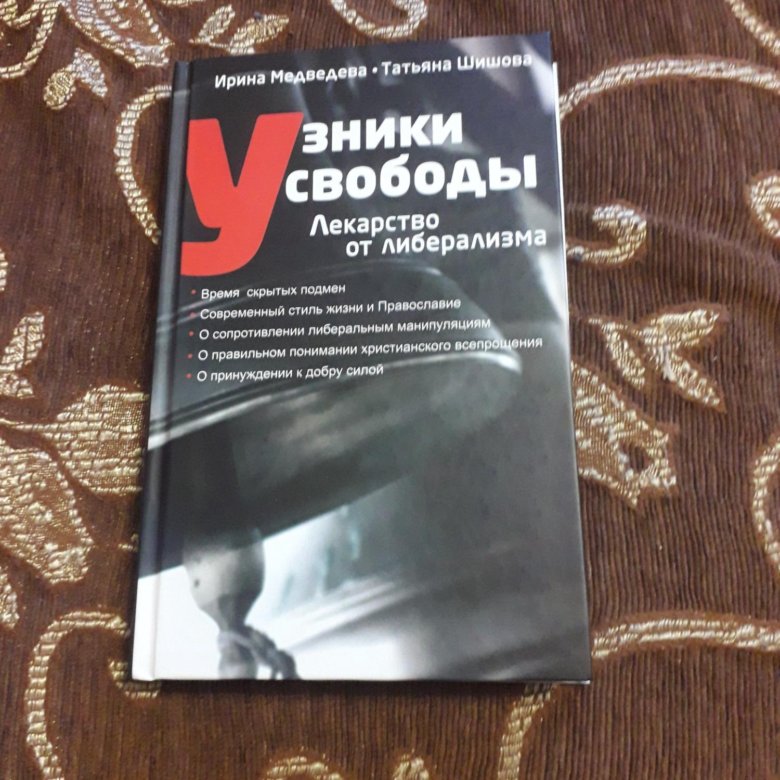 Ирина Медведева • Татьяна Шишова
Узники
свободы
Лекарство
от либерализма
• Время скрытых подмен
• Современный стиль жизни и Православие
• О сопротивлении либеральным манипуляциям
• О правильном понимании христианского всепрощения
• О принуждении к добру силой